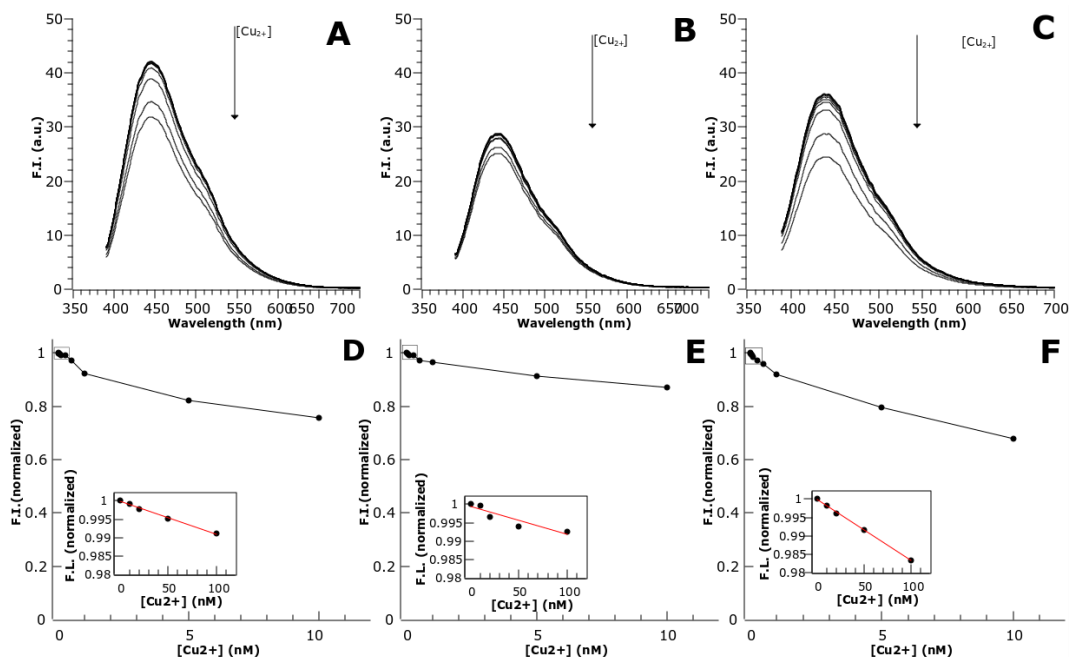 50
40
30
20
10
0
F.I. (a.u.)
[Cu2+]
A
350 400 450 500 550 600 650 700
Wavelength (nm)
50
40
30
20
10
0
F.I. (a.u.)
[Cu2+]
B
350 400 450 500 550 600 650 700
Wavelength (nm)
50
40
30
20
10
0
F.I. (a.u.)
[Cu2+]
C
350 400 450 500 550 600 650 700
Wavelength (nm)
D
1
0.8
0.6
0.4
0.2
0
F.I.(normalized)
F.L. (normalized)
1
0.995
0.99
0.985
0.98
0 50 100
[Cu2+] (nM)
0 5 10
[Cu2+] (nM)
E
1
0.8
0.6
0.4
0.2
0
F.I.(normalized)
F.L. (normalized)
1
0.995
0.99
0.985
0.98
0 50 100
[Cu2+] (nM)
0 5 10
[Cu2+] (nM)
F
1
0.8
0.6
0.4
0.2
0
F.I.(normalized)
F.L. (normalized)
1
0.995
0.99
0.985
0.98
0 50 100
[Cu2+] (nM)
0 5 10
[Cu2+] (nM)